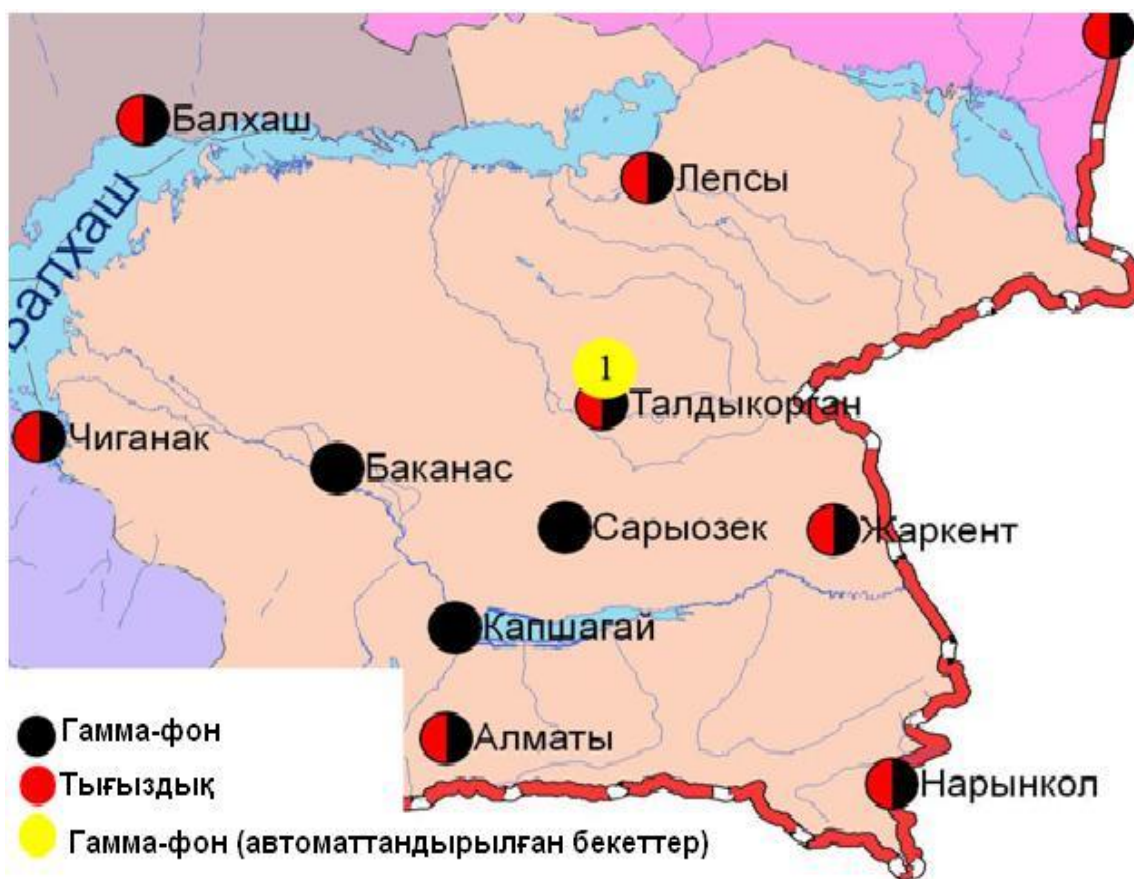 Балхаш
Лепсы
Балхаш
1
Талдыкорган
Чиганак
Баканас
Сарыозек
Жаркент
Капшагай
Алматы
Нарынкол
Гамма-фон
Тығыздық
Гамма-фон (автоматтандырылған бекеттер)